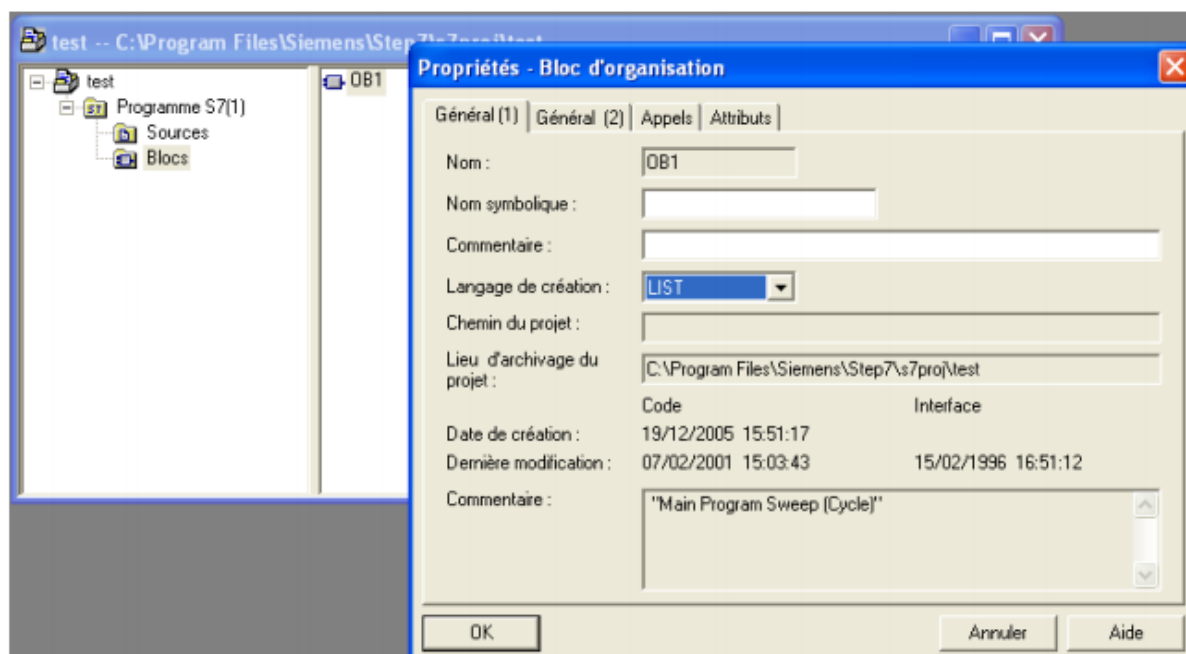 test -- C:\Program Files\Siemens\Step7\s7proj\test
test
Programme S7(1)
Sources
Blocs
OB1
Propriétés - Bloc d'organisation
Général (1) Général (2) Appels Attributs
Nom : OB1
Nom symbolique :
Commentaire :
Langage de création : LIST
Chemin du projet :
Lieu d'archivage du
projet : C:\Program Files\Siemens\Step7\s7proj\test
Code Interface
Date de création : 19/12/2005 15:51:17
Dernière modification : 07/02/2001 15:03:43 15/02/1996 16:51:12
Commentaire : "Main Program Sweep (Cycle)"
OK Annuler Aide